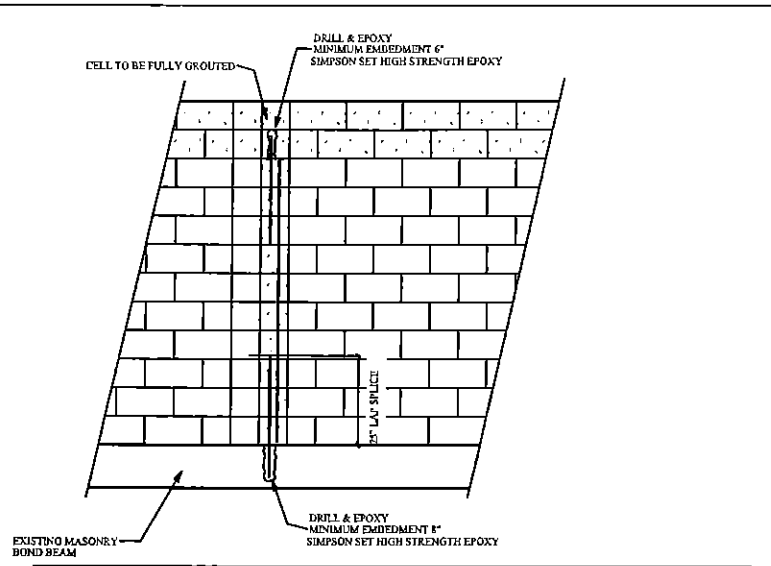 DRILL & EPOXY
MINIMUM EMBEDMENT 6"
SIMPSON SET HIGH STRENGTH EPOXY
CELL TO BE FULLY GROUTED
25" LAP SPLICE
DRILL & EPOXY
MINIMUM EMBEDMENT 8"
SIMPSON SET HIGH STRENGTH EPOXY
EXISTING MASONRY
BOND BEAM